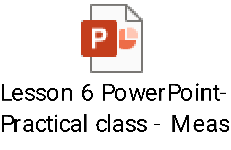 P
Lesson 6 PowerPoint-
Practical class - Meas